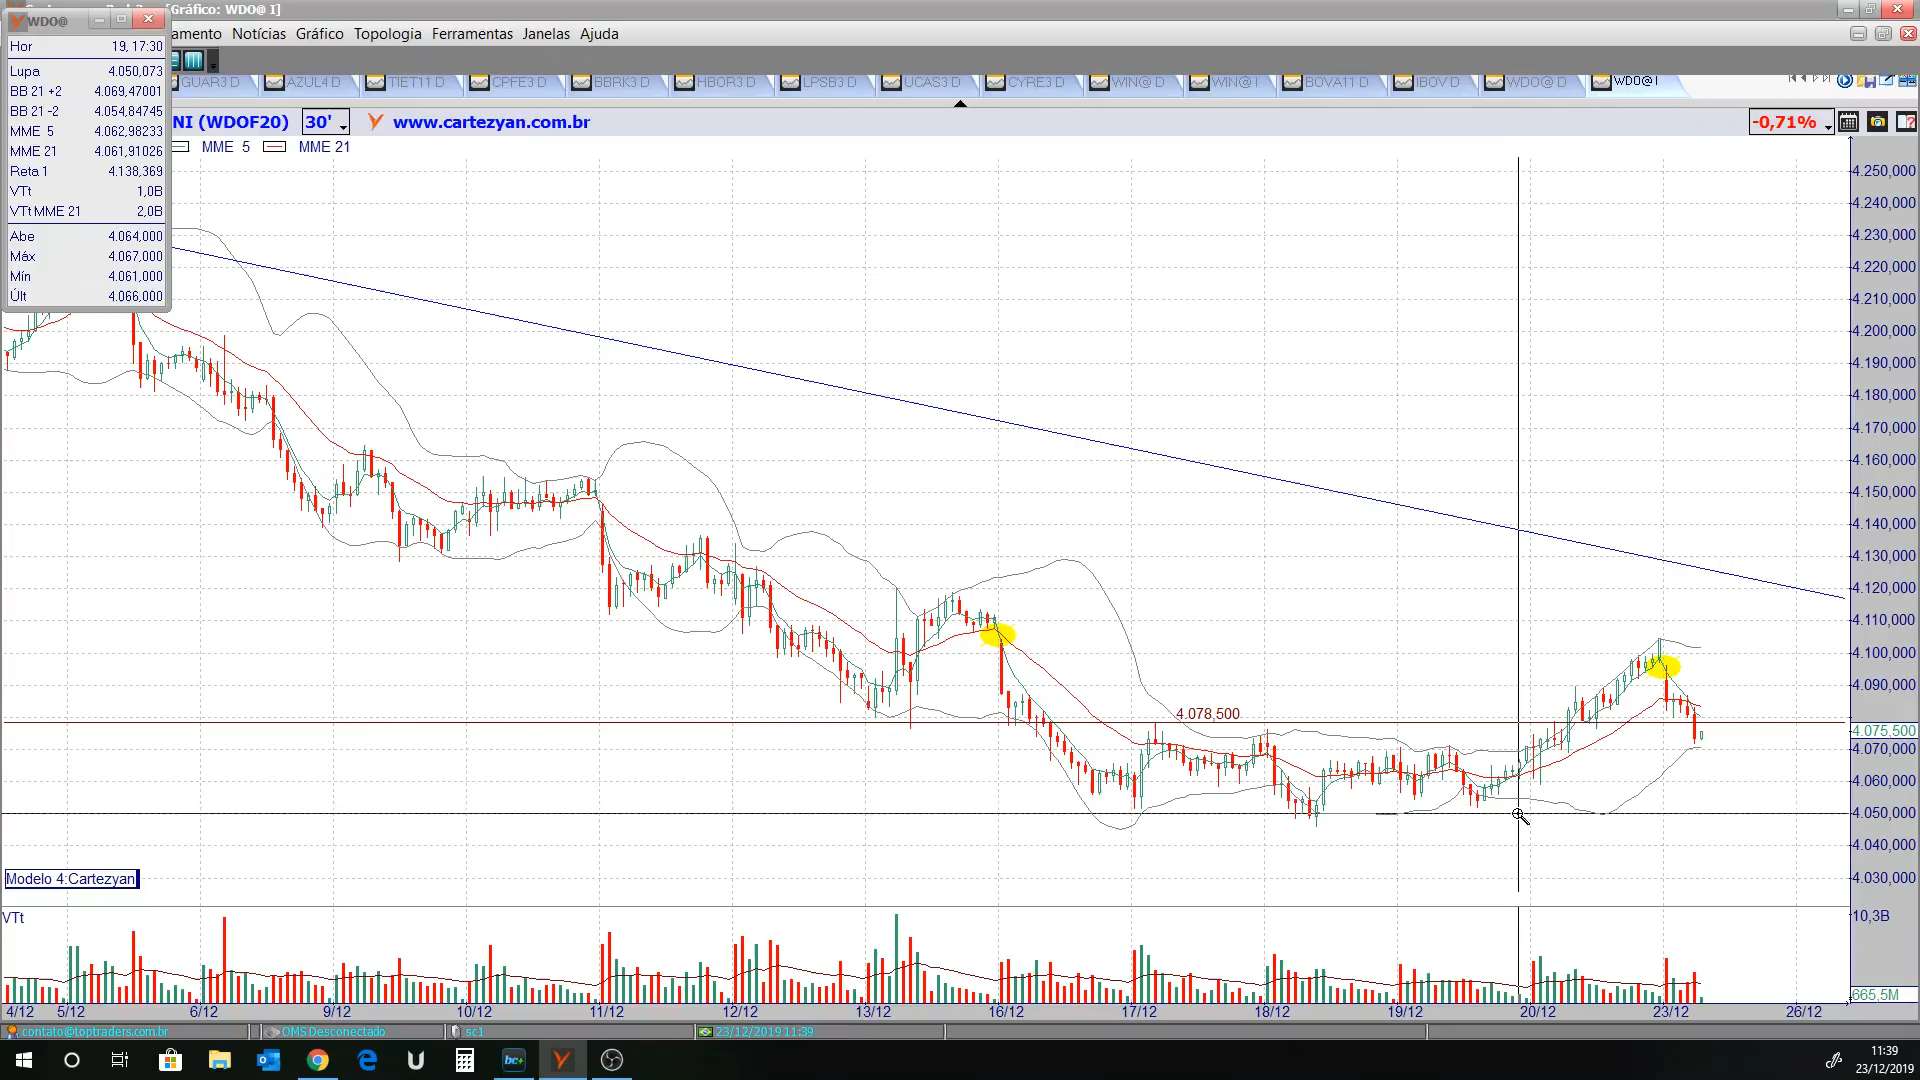 [Gráfico: WDO@ I]
WDO@
amento Notícias Gráfico Topologia Ferramentas Janelas Ajuda
Hor 19, 17:30
Lupa 4.050,073
BB 21 +2 4.069,47001
BB 21 -2 4.054,84745
MME 5 4.062,98233
MME 21 4.061,91026
Reta 1 4.138,369
VTt 1,0B
VTt MME 21 2,0B
Abe 4.064,000
Máx 4.067,000
Mín 4.061,000
Últ 4.066,000
GUAR3 D AZUL4 D TIET11 D CPFE3 D BBRK3 D HBOR3 D LPSB3 D UCAS3 D CYRE3 D WIN@ D WIN@ I BOVA11 D IBOV D WDO@ D WDO@ I
NI (WDOF20) 30' www.cartezyan.com.br -0,71%
MME 5 MME 21
4.250,000
4.240,000
4.230,000
4.220,000
4.210,000
4.200,000
4.190,000
4.180,000
4.170,000
4.160,000
4.150,000
4.140,000
4.130,000
4.120,000
4.110,000
4.100,000
4.090,000
4.078,500
4.075,500
4.070,000
4.060,000
4.050,000
4.040,000
4.030,000
Modelo 4:Cartezyan
VTt 10,3B
665,5M
4/12 5/12 6/12 9/12 10/12 11/12 12/12 13/12 16/12 17/12 18/12 19/12 20/12 23/12 26/12
contato@toptraders.com.br OMS Desconectado sc1 23/12/2019 11:39
bc+
11:39
23/12/2019